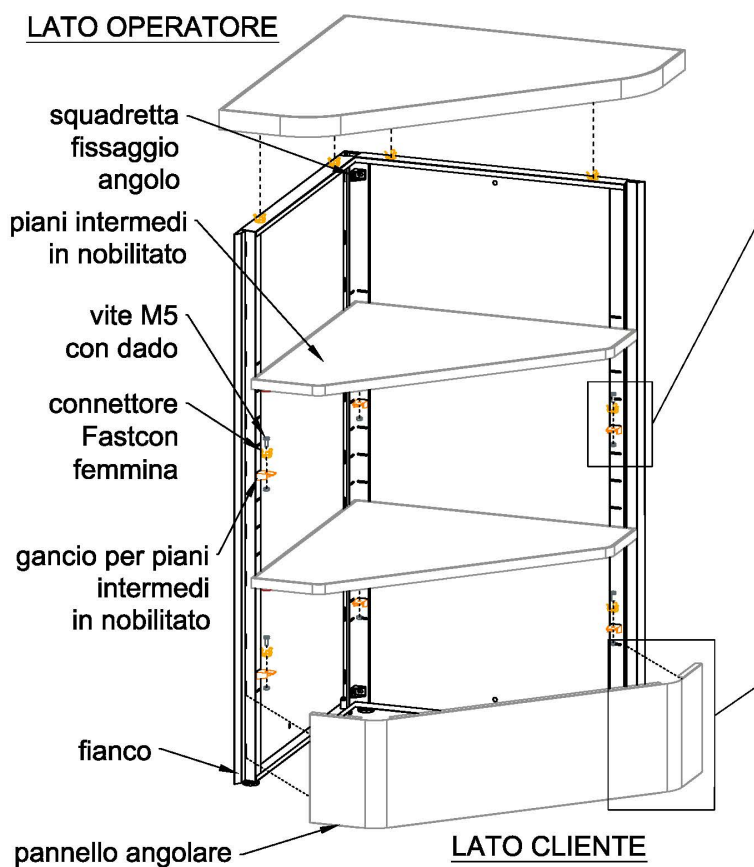 LATO OPERATORE
squadretta
fissaggio
angolo
piani intermedi
in nobilitato
vite M5
con dado
connettore
Fastcon
femmina
gancio per piani
intermedi
in nobilitato
fianco
pannello angolare
LATO CLIENTE